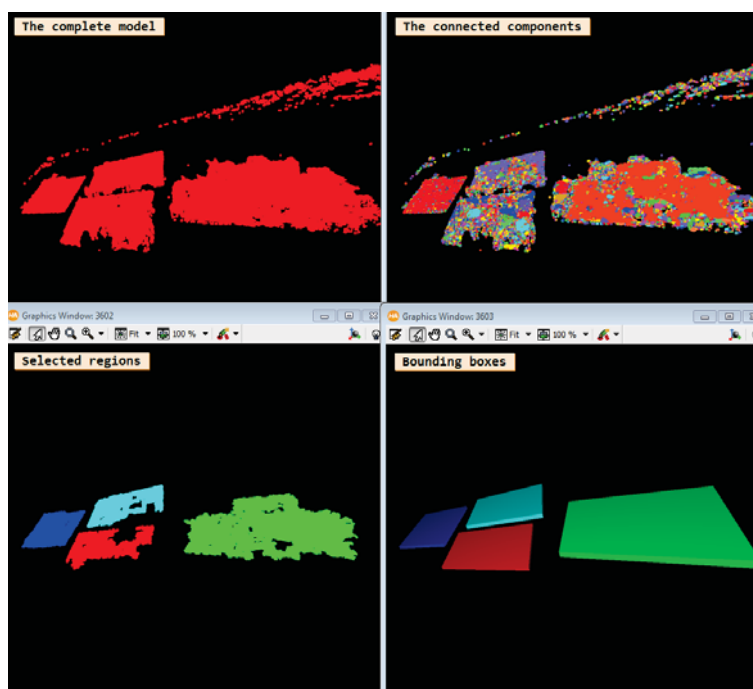 The complete model
The connected components
Graphics Window: 3602
Graphics Window: 3603
Fit
100 %
Fit
100 %
Selected regions
Bounding boxes